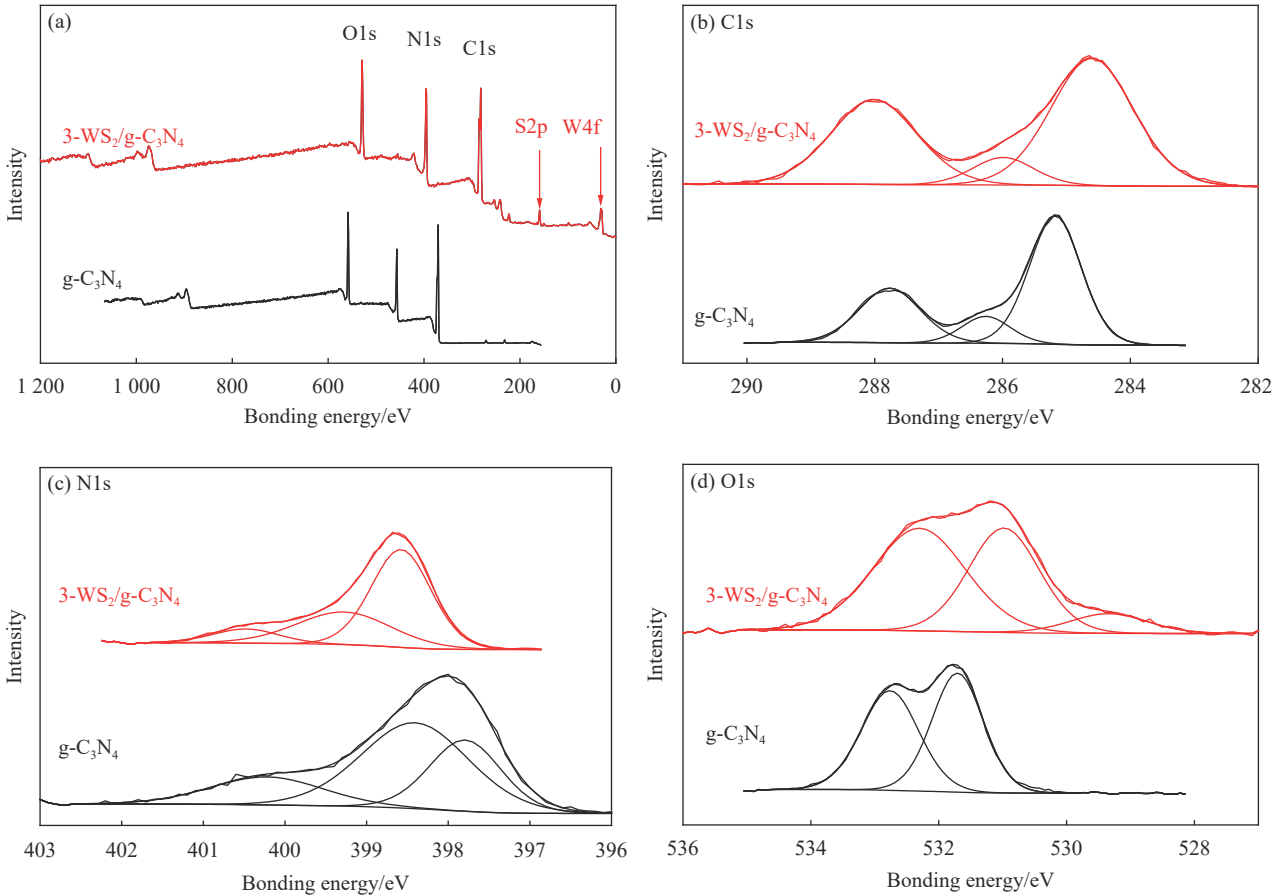 (a)
O1s
N1s
C1s
3-WS₂/g-C₃N₄
S2p
W4f
g-C₃N₄
Intensity
1 200
1 000
800
600
400
200
0
Bonding energy/eV
(b) C1s
3-WS₂/g-C₃N₄
g-C₃N₄
Intensity
290
288
286
284
282
Bonding energy/eV
(c) N1s
3-WS₂/g-C₃N₄
g-C₃N₄
Intensity
403
402
401
400
399
398
397
396
Bonding energy/eV
(d) O1s
3-WS₂/g-C₃N₄
g-C₃N₄
Intensity
536
534
532
530
528
Bonding energy/eV